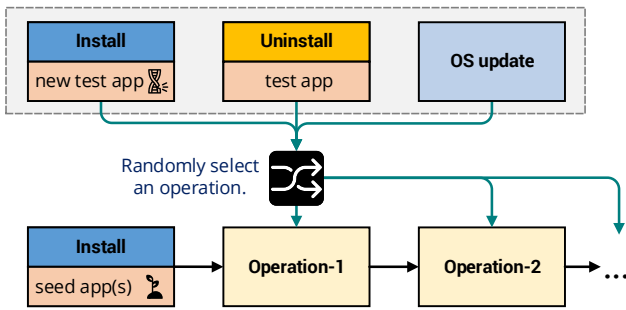 Install
new test app
Uninstall
test app
OS update
Randomly select
an operation.
Install
seed app(s)
Operation-1
Operation-2
...